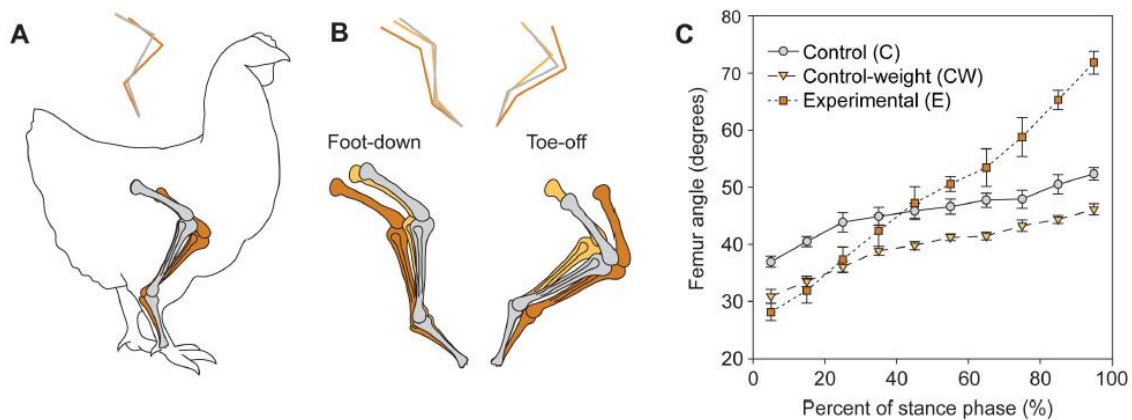 A
B
C
Foot-down
Toe-off
Control (C)
Control-weight (CW)
Experimental (E)
Femur angle (degrees)
80
70
60
50
40
30
20
0
20
40
60
80
100
Percent of stance phase (%)